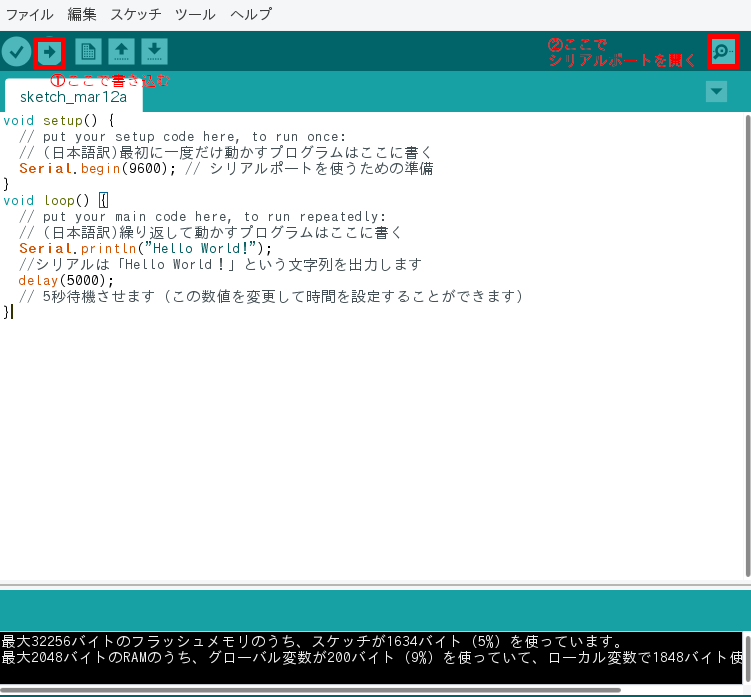 ファイル 編集 スケッチ ツール ヘルプ
②ここで
シリアルポートを開く
①ここで書き込む
sketch_mar12a
void setup() {
// put your setup code here, to run once:
// (日本語訳)最初に一度だけ動かすプログラムはここに書く
Serial.begin(9600); // シリアルポートを使うための準備
}
void loop() {
// put your main code here, to run repeatedly:
// (日本語訳)繰り返して動かすプログラムはここに書く
Serial.println("Hello World!");
//シリアルは「Hello World！」という文字列を出力します
delay(5000);
// 5秒待機させます（この数値を変更して時間を設定することができます）
}
最大32256バイトのフラッシュメモリのうち、スケッチが1634バイト（5%）を使っています。
最大2048バイトのRAMのうち、グローバル変数が200バイト（9%）を使っていて、ローカル変数で1848バイト使